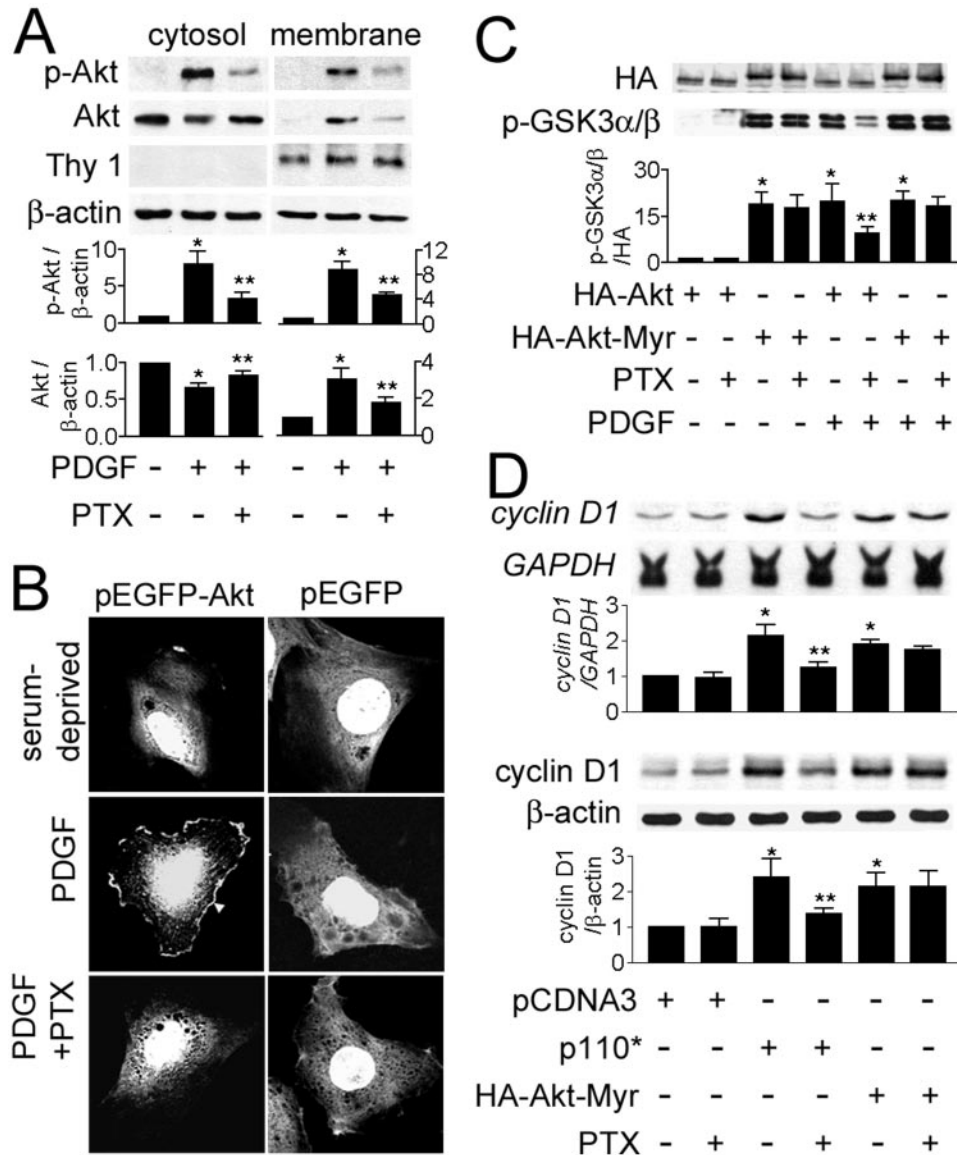 A
cytosol membrane
p-Akt
Akt
Thy 1
β-actin
p-Akt / β-actin
10
5
0
* ** * **
12
8
4
0
Akt / β-actin
1.0
0.5
0.0
* ** * **
4
2
0
PDGF - + + - + +
PTX - - + - - +
B
pEGFP-Akt pEGFP
serum-deprived
PDGF
PDGF +PTX
C
HA
p-GSK3α/β
p-GSK3α/β /HA
30
15
0
* * ** *
HA-Akt + + - - + + - -
HA-Akt-Myr - - + + - - + +
PTX - + - + - + - +
PDGF - - - - + + + +
D
cyclin D1
GAPDH
cyclin D1 /GAPDH
3
2
1
0
* ** *
cyclin D1
β-actin
cyclin D1 /β-actin
3
2
1
0
* ** *
pCDNA3 + + - - - -
p110* - - + + - -
HA-Akt-Myr - - - - + +
PTX - + - + - +